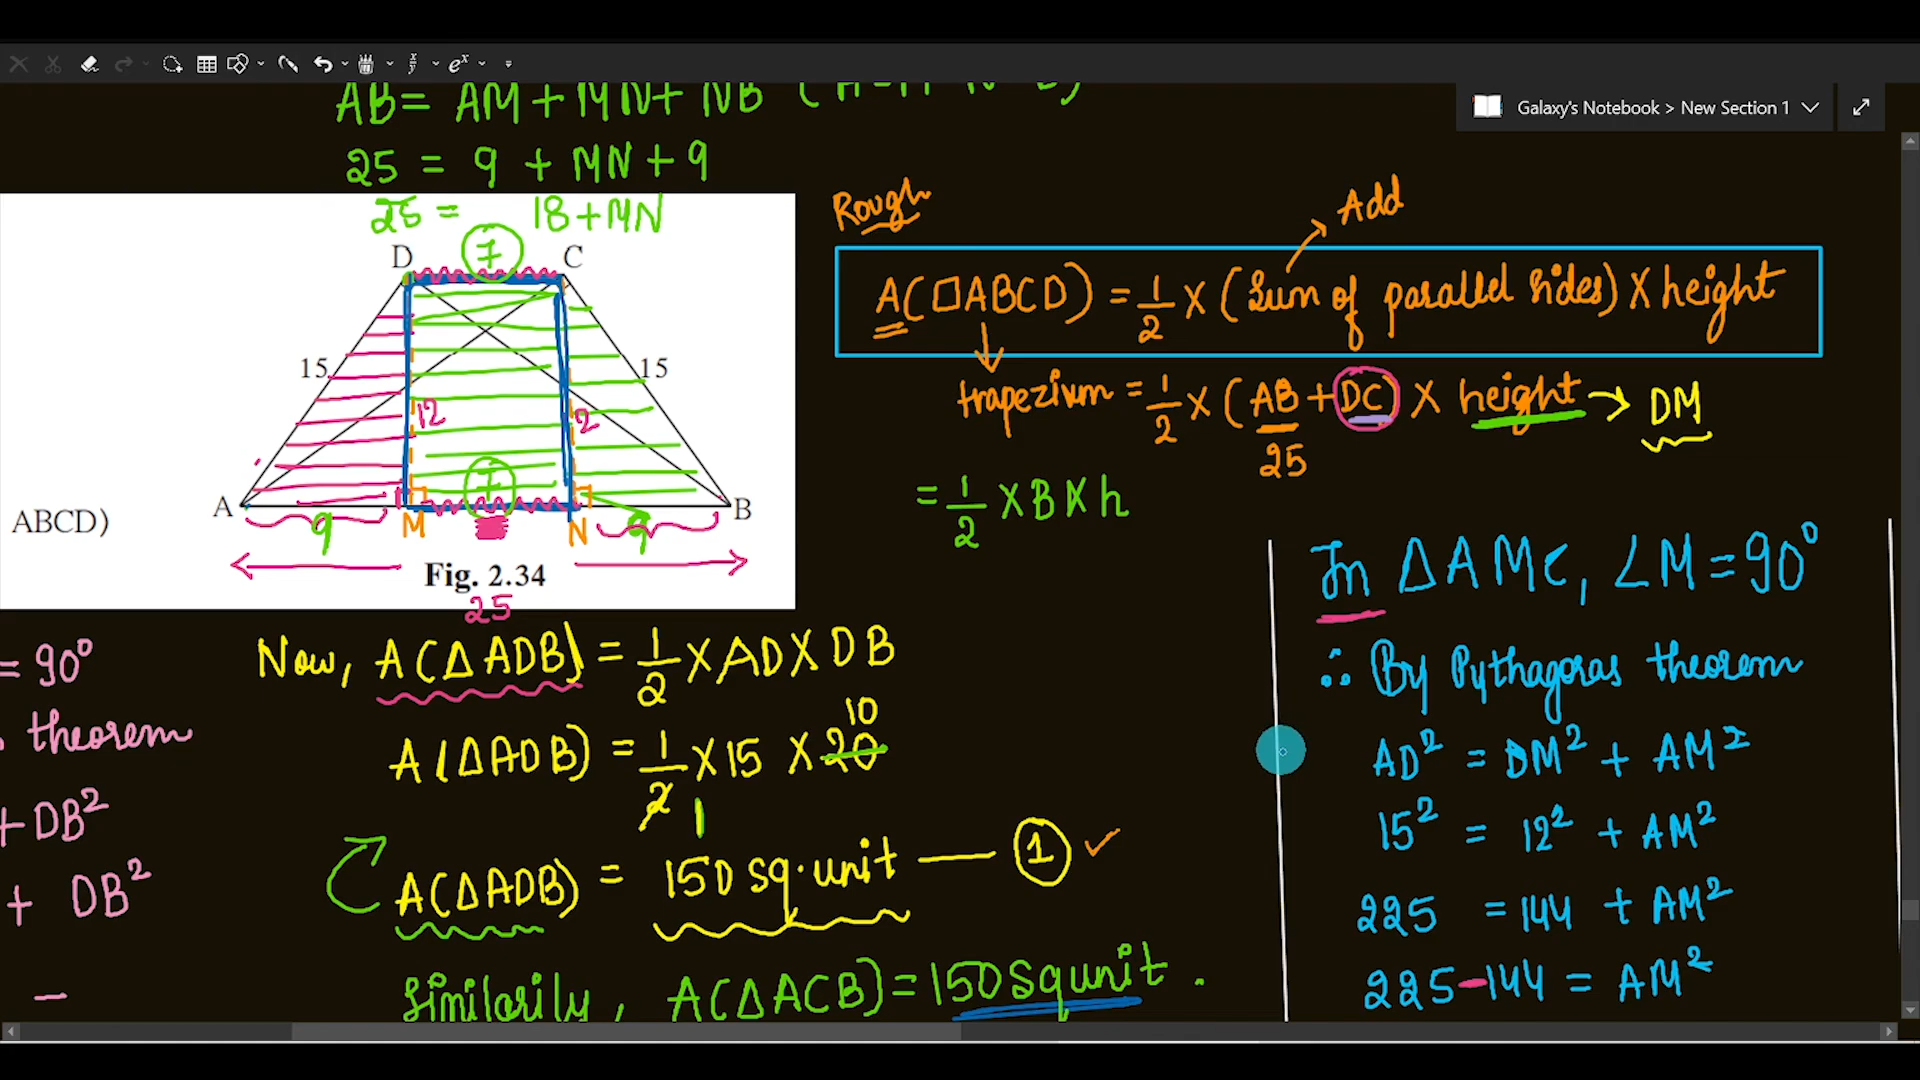 Galaxy's Notebook > New Section 1
AB = AM + MN + NB
25 = 9 + MN + 9
25 = 18 + MN
D 7 C
15 15
12 2
7
A M N B
9 9
ABCD)
Fig. 2.34
25
Rough
Add
A(□ABCD) = 1/2 × (Sum of parallel sides) × height
trapezium = 1/2 × (AB + DC) × height → DM
25
= 1/2 × B × h
= 90°
theorem
+ DB²
+ DB²
Now, A(△ADB) = 1/2 × AD × DB
10
A(△ADB) = 1/2 × 15 × 20
1
A(△ADB) = 150 sq.unit — ①
Similarily, A(△ACB) = 150 sq unit.
In △AMC, ∠M = 90°
∴ By Pythagoras theorem
AD² = DM² + AM²
15² = 12² + AM²
225 = 144 + AM²
225 - 144 = AM²